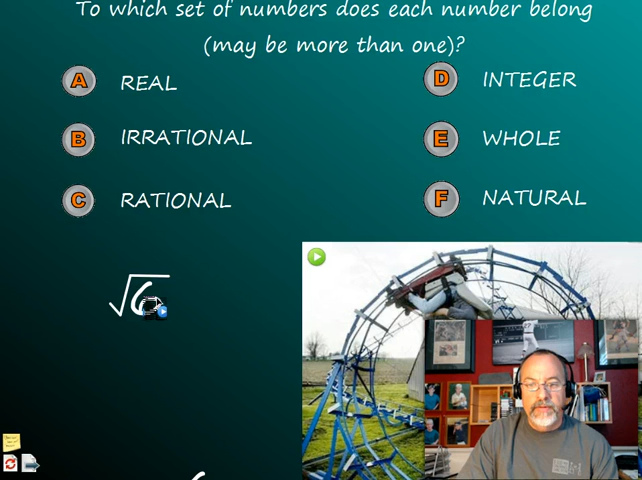 To which set of numbers does each number belong
(may be more than one)?
A REAL
D INTEGER
B IRRATIONAL
E WHOLE
C RATIONAL
F NATURAL
√6